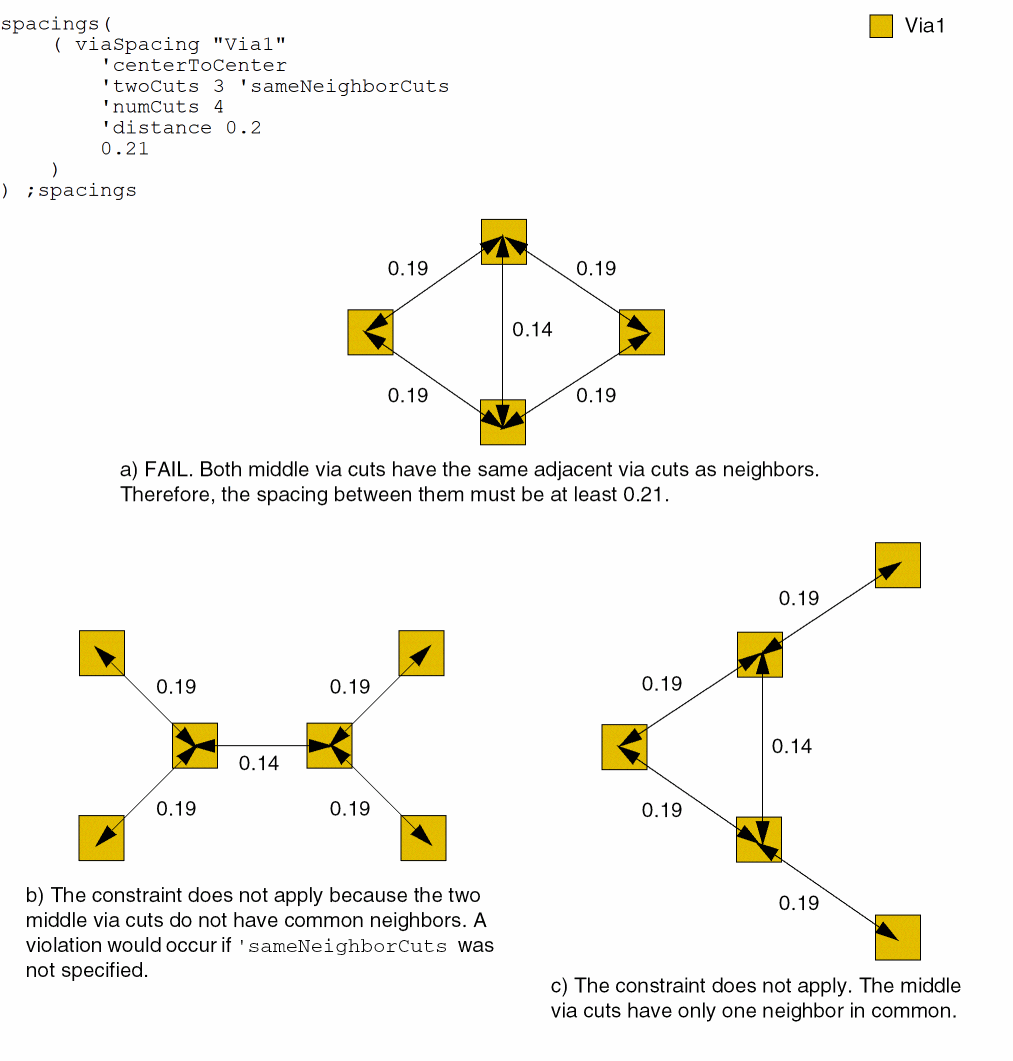 spacings(
    ( viaSpacing "Via1"
        'centerToCenter
        'twoCuts 3 'sameNeighborCuts
        'numCuts 4
        'distance 0.2
        0.21
    )
) ;spacings
Via1
0.19
0.19
0.14
0.19
0.19
a) FAIL. Both middle via cuts have the same adjacent via cuts as neighbors.
Therefore, the spacing between them must be at least 0.21.
0.19
0.19
0.14
0.19
0.19
b) The constraint does not apply because the two
middle via cuts do not have common neighbors. A
violation would occur if 'sameNeighborCuts was
not specified.
0.19
0.19
0.14
0.19
0.19
c) The constraint does not apply. The middle
via cuts have only one neighbor in common.